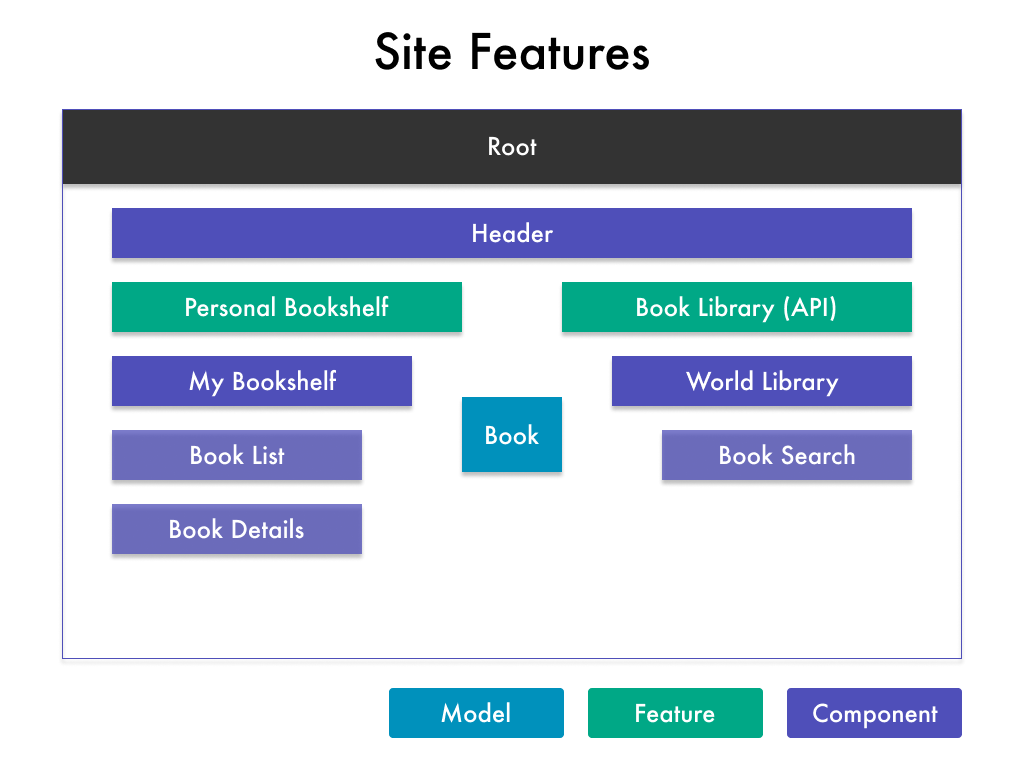 Site Features
Root
Header
Personal Bookshelf
Book Library (API)
My Bookshelf
World Library
Book
Book List
Book Search
Book Details
Model
Feature
Component